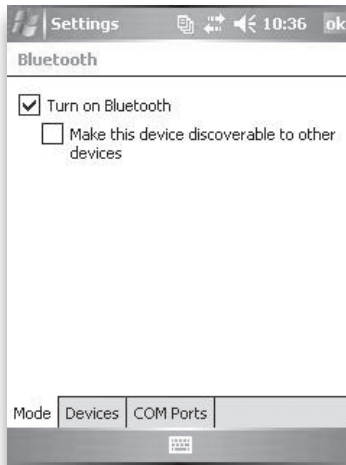 Settings 10:36 ok
Bluetooth
Turn on Bluetooth
Make this device discoverable to other
devices
Mode Devices COM Ports